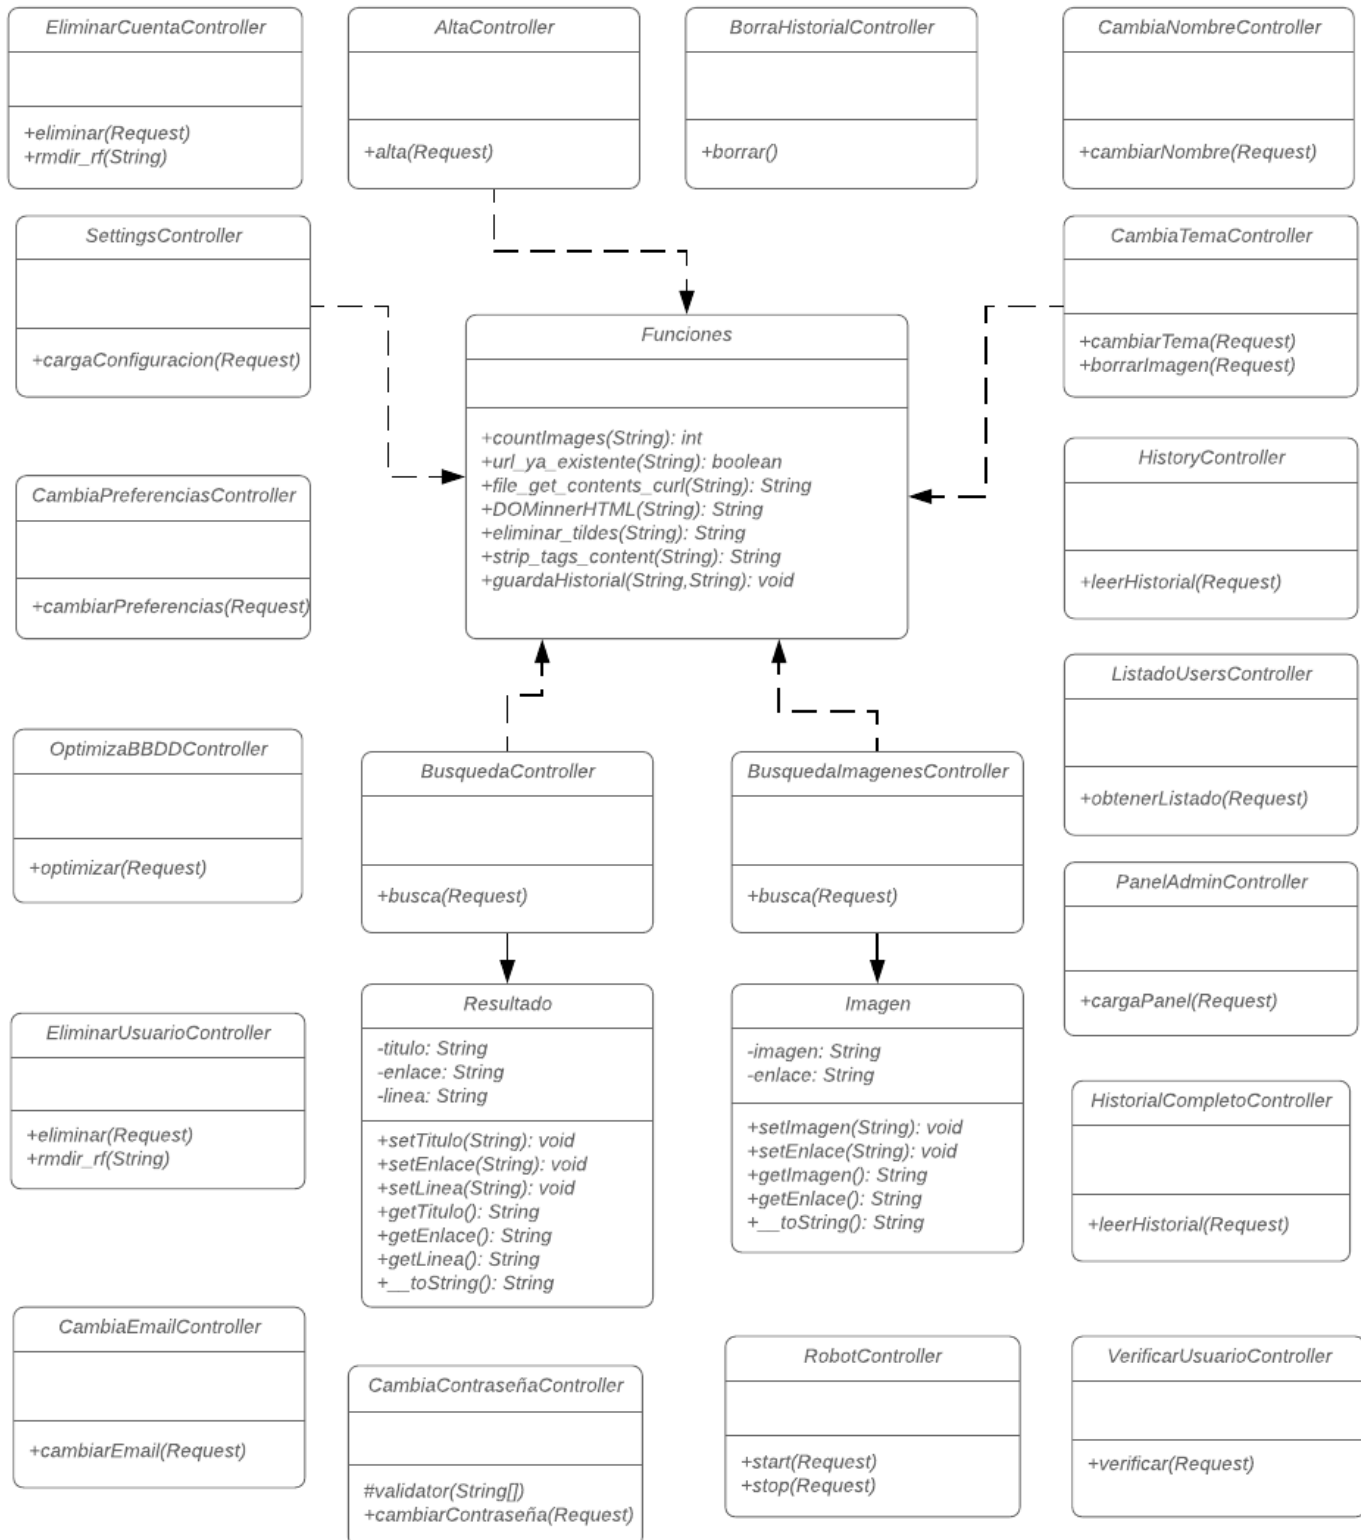 EliminarCuentaController
+eliminar(Request)
+rmdir_rf(String)
AltaController
+alta(Request)
BorraHistorialController
+borrar()
CambiaNombreController
+cambiarNombre(Request)
SettingsController
+cargaConfiguracion(Request)
CambiaTemaController
+cambiarTema(Request)
+borrarImagen(Request)
Funciones
+countImages(String): int
+url_ya_existente(String): boolean
+file_get_contents_curl(String): String
+DOMinnerHTML(String): String
+eliminar_tildes(String): String
+strip_tags_content(String): String
+guardaHistorial(String,String): void
CambiaPreferenciasController
+cambiarPreferencias(Request)
HistoryController
+leerHistorial(Request)
ListadoUsersController
+obtenerListado(Request)
OptimizaBBDDController
+optimizar(Request)
BusquedaController
+busca(Request)
BusquedaImagenesController
+busca(Request)
PanelAdminController
+cargaPanel(Request)
EliminarUsuarioController
+eliminar(Request)
+rmdir_rf(String)
Resultado
-titulo: String
-enlace: String
-linea: String
+setTitulo(String): void
+setEnlace(String): void
+setLinea(String): void
+getTitulo(): String
+getEnlace(): String
+getLinea(): String
+__toString(): String
Imagen
-imagen: String
-enlace: String
+setImagen(String): void
+setEnlace(String): void
+getImagen(): String
+getEnlace(): String
+__toString(): String
HistorialCompletoController
+leerHistorial(Request)
CambiaEmailController
+cambiarEmail(Request)
CambiaContraseñaController
#validator(String[])
+cambiarContraseña(Request)
RobotController
+start(Request)
+stop(Request)
VerificarUsuarioController
+verificar(Request)